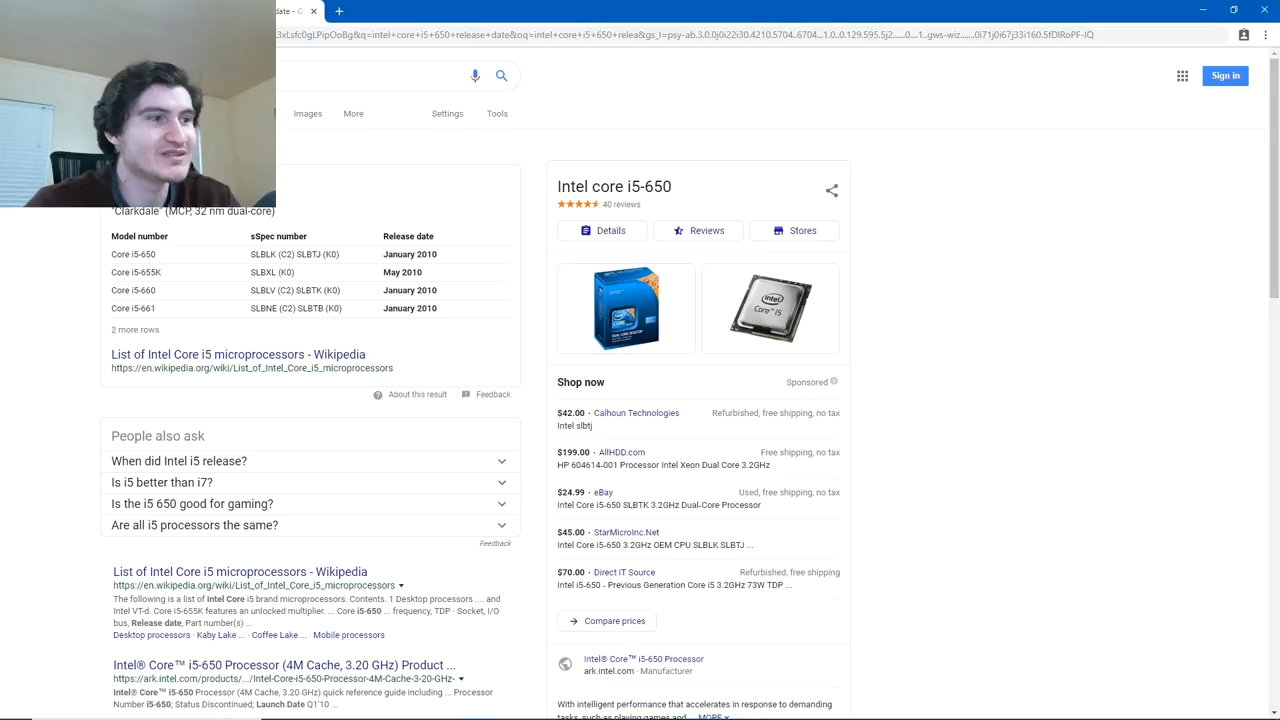 date - G
3xLsfc0gLPipOoBg&q=intel+core+i5+650+release+date&oq=intel+core+i5+650+relea&gs_l=psy-ab.3.0.0j0i22i30.4210.5704..6704...1.0..0.129.595.5j2......0....1..gws-wiz.......0i71j0i67j33i160.5fDIRoPF-IQ
Sign in
Images More Settings Tools
"Clarkdale" (MCP, 32 nm dual-core)
Model number sSpec number Release date
Core i5-650 SLBLK (C2) SLBTJ (K0) January 2010
Core i5-655K SLBXL (K0) May 2010
Core i5-660 SLBLV (C2) SLBTK (K0) January 2010
Core i5-661 SLBNE (C2) SLBTB (K0) January 2010
2 more rows
List of Intel Core i5 microprocessors - Wikipedia
https://en.wikipedia.org/wiki/List_of_Intel_Core_i5_microprocessors
About this result Feedback
People also ask
When did Intel i5 release?
Is i5 better than i7?
Is the i5 650 good for gaming?
Are all i5 processors the same?
Feedback
List of Intel Core i5 microprocessors - Wikipedia
https://en.wikipedia.org/wiki/List_of_Intel_Core_i5_microprocessors
The following is a list of Intel Core i5 brand microprocessors. Contents. 1 Desktop processors .... and
Intel VT-d. Core i5-655K features an unlocked multiplier. ... Core i5-650 ... frequency, TDP · Socket, I/O
bus, Release date, Part number(s) ...
Desktop processors · Kaby Lake ... · Coffee Lake ... · Mobile processors
Intel® Core™ i5-650 Processor (4M Cache, 3.20 GHz) Product ...
https://ark.intel.com/products/.../Intel-Core-i5-650-Processor-4M-Cache-3-20-GHz-
Intel® Core™ i5-650 Processor (4M Cache, 3.20 GHz) quick reference guide including ... Processor
Number i5-650; Status Discontinued; Launch Date Q1'10 ...
Intel core i5-650
40 reviews
Details Reviews Stores
intel
CORE i5
Shop now Sponsored
$42.00 · Calhoun Technologies Refurbished, free shipping, no tax
Intel slbtj
$199.00 · AllHDD.com Free shipping, no tax
HP 604614-001 Processor Intel Xeon Dual Core 3.2GHz
$24.99 · eBay Used, free shipping, no tax
Intel Core i5-650 SLBTK 3.2GHz Dual-Core Processor
$45.00 · StarMicroInc.Net
Intel Core i5-650 3.2GHz OEM CPU SLBLK SLBTJ ...
$70.00 · Direct IT Source Refurbished, free shipping
Intel i5-650 - Previous Generation Core i5 3.2GHz 73W TDP ...
Compare prices
Intel® Core™ i5-650 Processor
ark.intel.com · Manufacturer
With intelligent performance that accelerates in response to demanding
tasks, such as playing games and... MORE